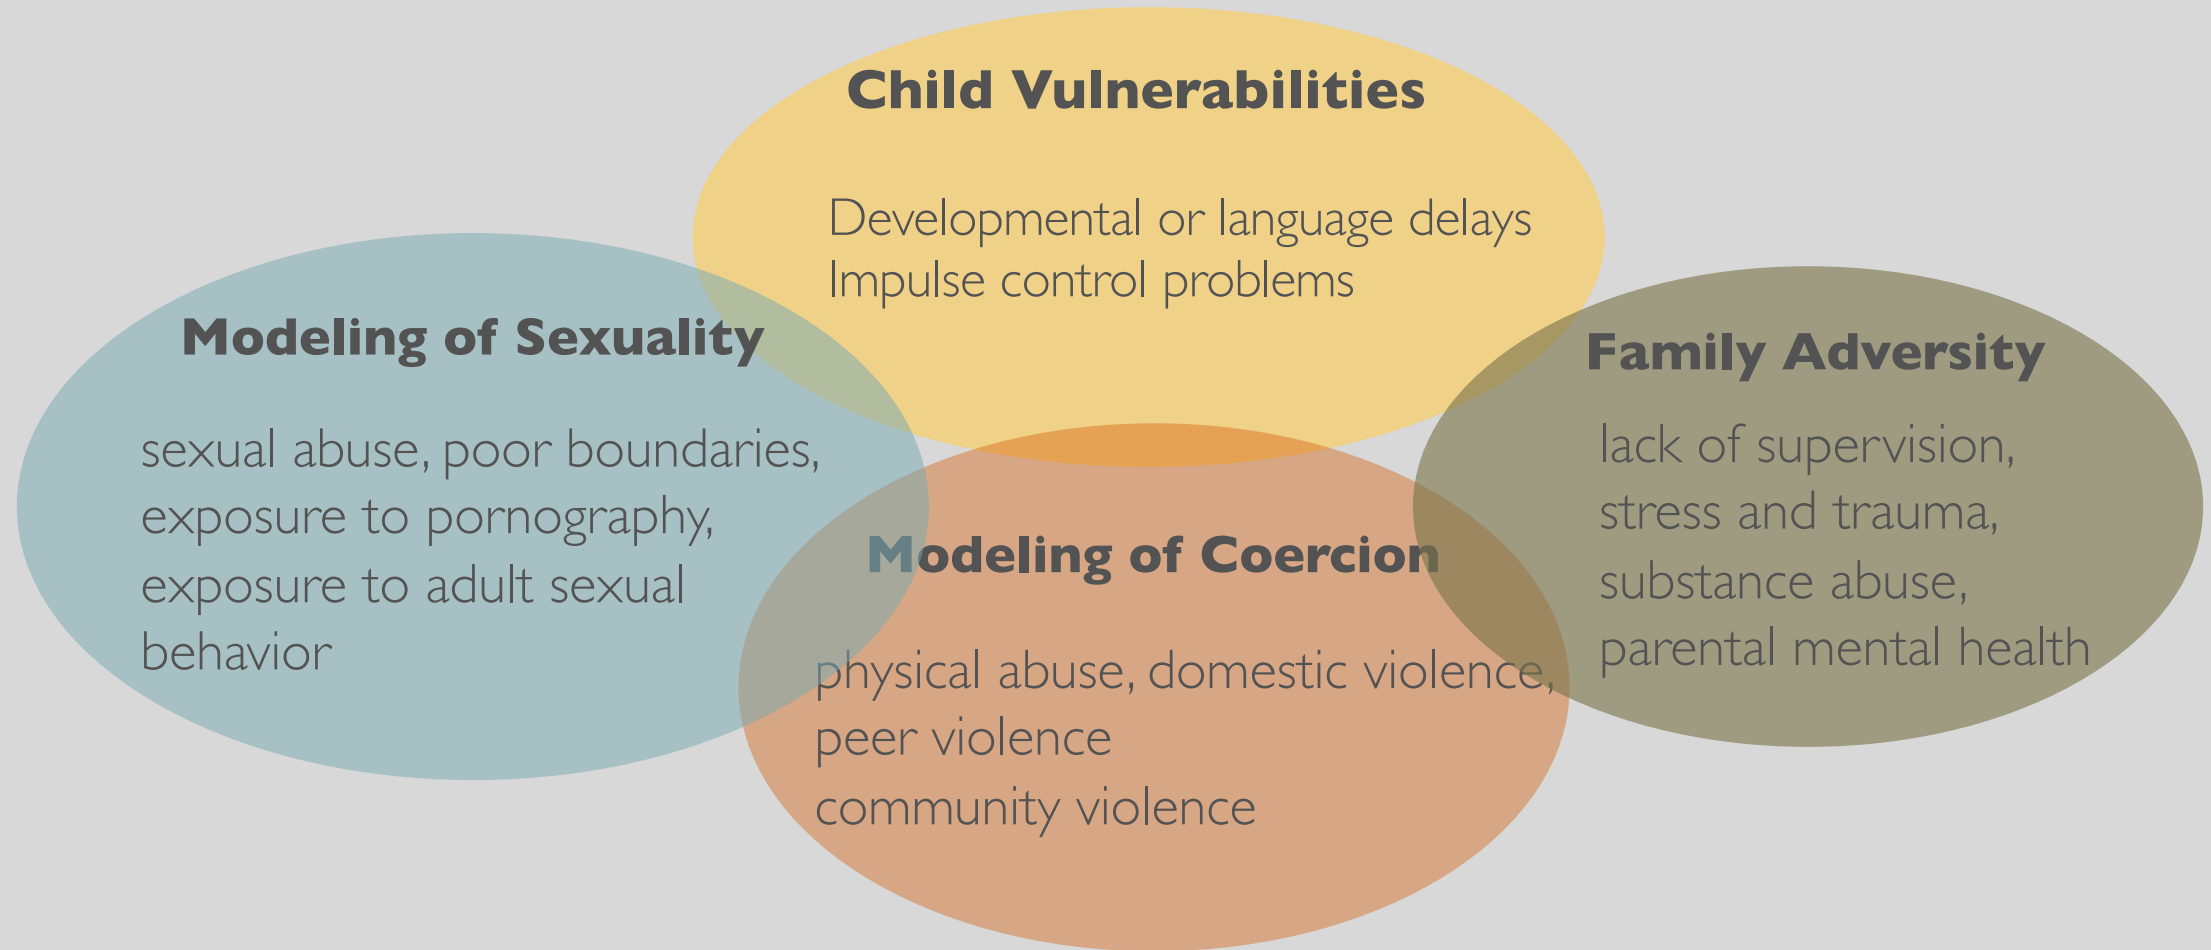 Child Vulnerabilities
Developmental or language delays
Impulse control problems
Modeling of Sexuality
sexual abuse, poor boundaries,
exposure to pornography,
exposure to adult sexual
behavior
Modeling of Coercion
physical abuse, domestic violence,
peer violence
community violence
Family Adversity
lack of supervision,
stress and trauma,
substance abuse,
parental mental health